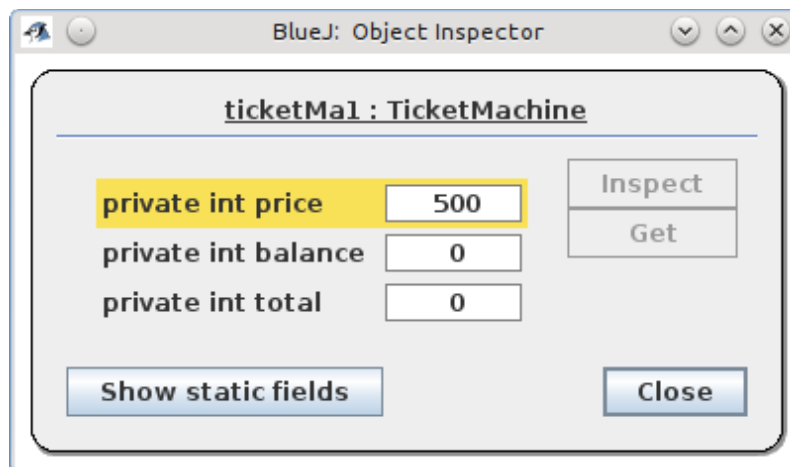 BlueJ: Object Inspector
ticketMa1 : TicketMachine
private int price 500
private int balance 0
private int total 0
Inspect
Get
Show static fields
Close